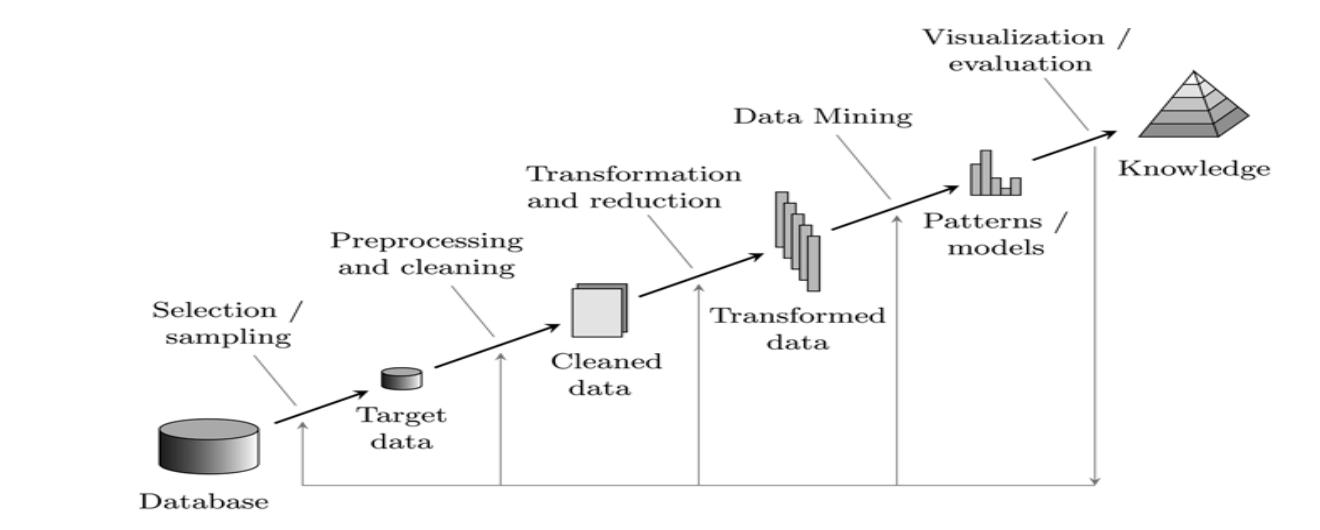 Visualization /
evaluation
Data Mining
Knowledge
Transformation
and reduction
Patterns /
models
Preprocessing
and cleaning
Selection /
sampling
Transformed
data
Cleaned
data
Target
data
Database